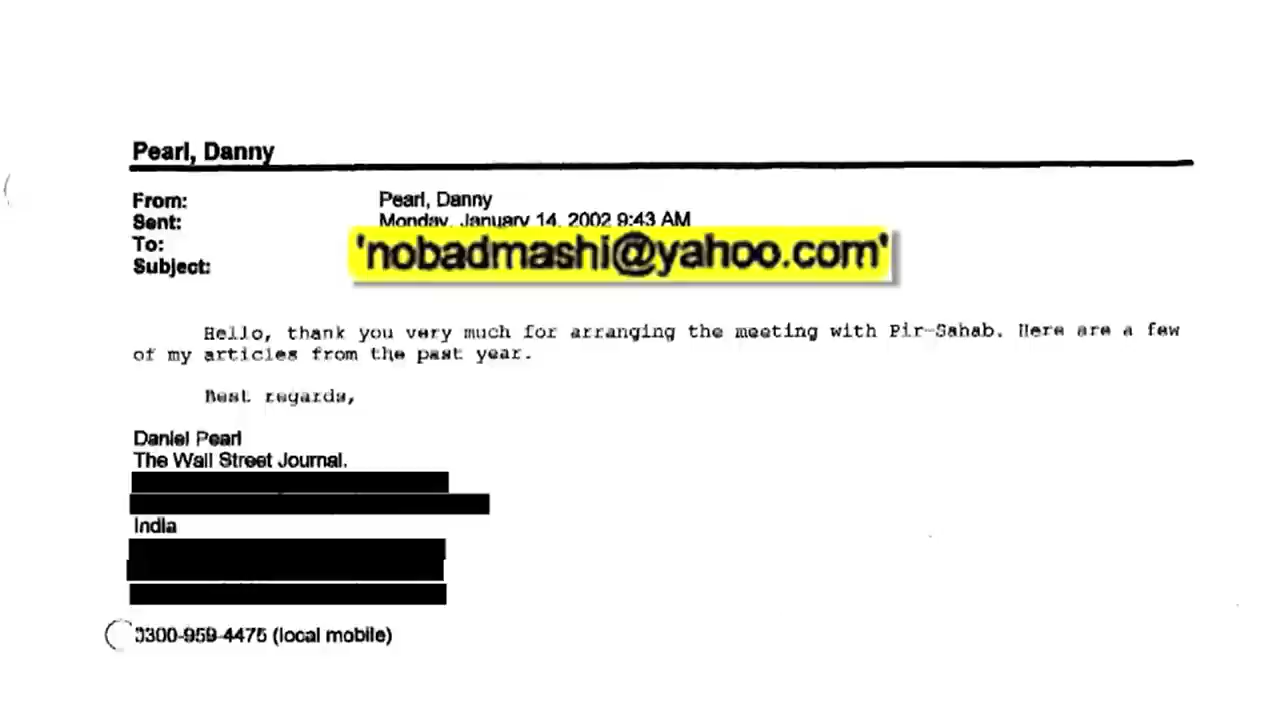 Pearl, Danny
From: Pearl, Danny
Sent: Monday, January 14, 2002 9:43 AM
To: 'nobadmashi@yahoo.com'
Subject:
Hello, thank you very much for arranging the meeting with Pir-Sahab. Here are a few
of my articles from the past year.
Best regards,
Daniel Pearl
The Wall Street Journal.
India
0300-959-4475 (local mobile)